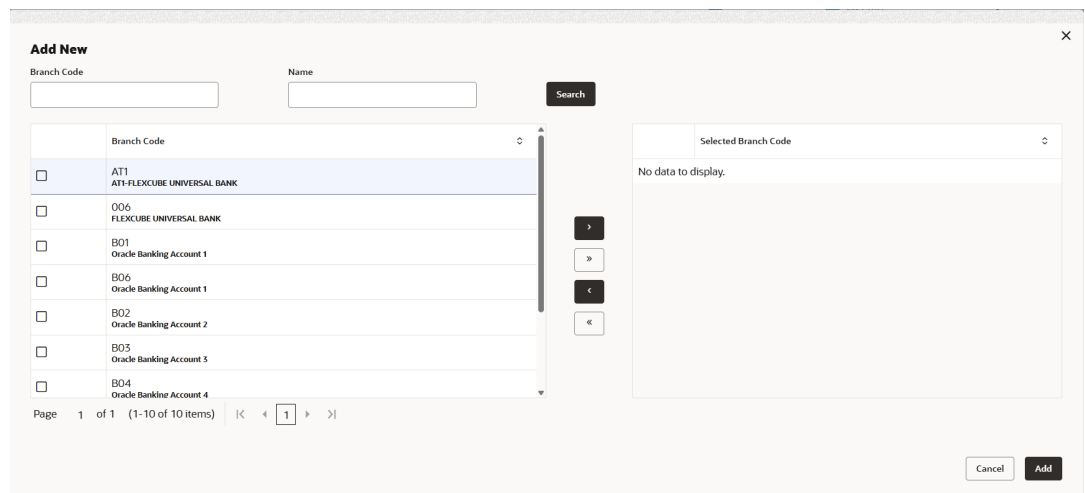 Add New
Branch Code Name
Search
Branch Code Selected Branch Code
AT1 No data to display.
AT1-FLEXCUBE UNIVERSAL BANK
006
FLEXCUBE UNIVERSAL BANK
B01
Oracle Banking Account 1
B06
Oracle Banking Account 1
B02
Oracle Banking Account 2
B03
Oracle Banking Account 3
B04
Oracle Banking Account 4
Page 1 of 1 (1-10 of 10 items) 1
Cancel Add